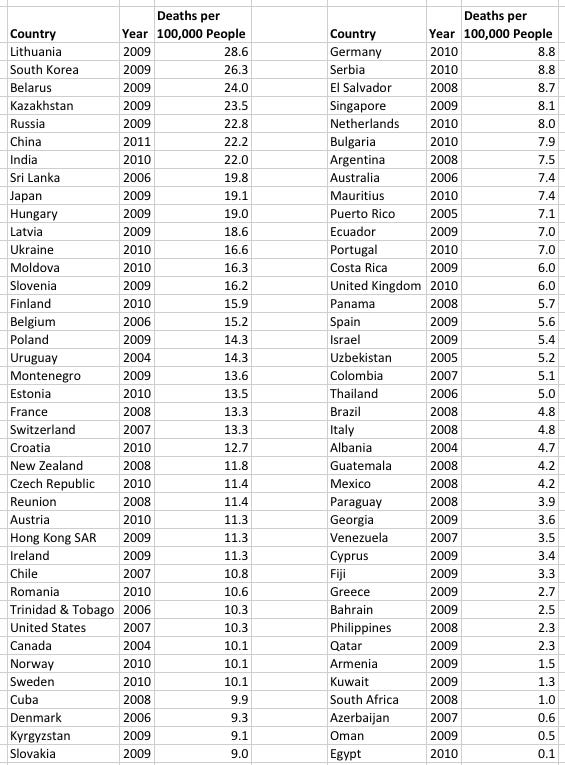 Deaths per Deaths per
Country Year 100,000 People Country Year 100,000 People
Lithuania 2009 28.6 Germany 2010 8.8
South Korea 2009 26.3 Serbia 2010 8.8
Belarus 2009 24.0 El Salvador 2008 8.7
Kazakhstan 2009 23.5 Singapore 2009 8.1
Russia 2009 22.8 Netherlands 2010 8.0
China 2011 22.2 Bulgaria 2010 7.9
India 2010 22.0 Argentina 2008 7.5
Sri Lanka 2006 19.8 Australia 2006 7.4
Japan 2009 19.1 Mauritius 2010 7.4
Hungary 2009 19.0 Puerto Rico 2005 7.1
Latvia 2009 18.6 Ecuador 2009 7.0
Ukraine 2010 16.6 Portugal 2010 7.0
Moldova 2010 16.3 Costa Rica 2009 6.0
Slovenia 2009 16.2 United Kingdom 2010 6.0
Finland 2010 15.9 Panama 2008 5.7
Belgium 2006 15.2 Spain 2009 5.6
Poland 2009 14.3 Israel 2009 5.4
Uruguay 2004 14.3 Uzbekistan 2005 5.2
Montenegro 2009 13.6 Colombia 2007 5.1
Estonia 2010 13.5 Thailand 2006 5.0
France 2008 13.3 Brazil 2008 4.8
Switzerland 2007 13.3 Italy 2008 4.8
Croatia 2010 12.7 Albania 2004 4.7
New Zealand 2008 11.8 Guatemala 2008 4.2
Czech Republic 2010 11.4 Mexico 2008 4.2
Reunion 2008 11.4 Paraguay 2008 3.9
Austria 2010 11.3 Georgia 2009 3.6
Hong Kong SAR 2009 11.3 Venezuela 2007 3.5
Ireland 2009 11.3 Cyprus 2009 3.4
Chile 2007 10.8 Fiji 2009 3.3
Romania 2010 10.6 Greece 2009 2.7
Trinidad & Tobago 2006 10.3 Bahrain 2009 2.5
United States 2007 10.3 Philippines 2008 2.3
Canada 2004 10.1 Qatar 2009 2.3
Norway 2010 10.1 Armenia 2009 1.5
Sweden 2010 10.1 Kuwait 2009 1.3
Cuba 2008 9.9 South Africa 2008 1.0
Denmark 2006 9.3 Azerbaijan 2007 0.6
Kyrgyzstan 2009 9.1 Oman 2009 0.5
Slovakia 2009 9.0 Egypt 2010 0.1